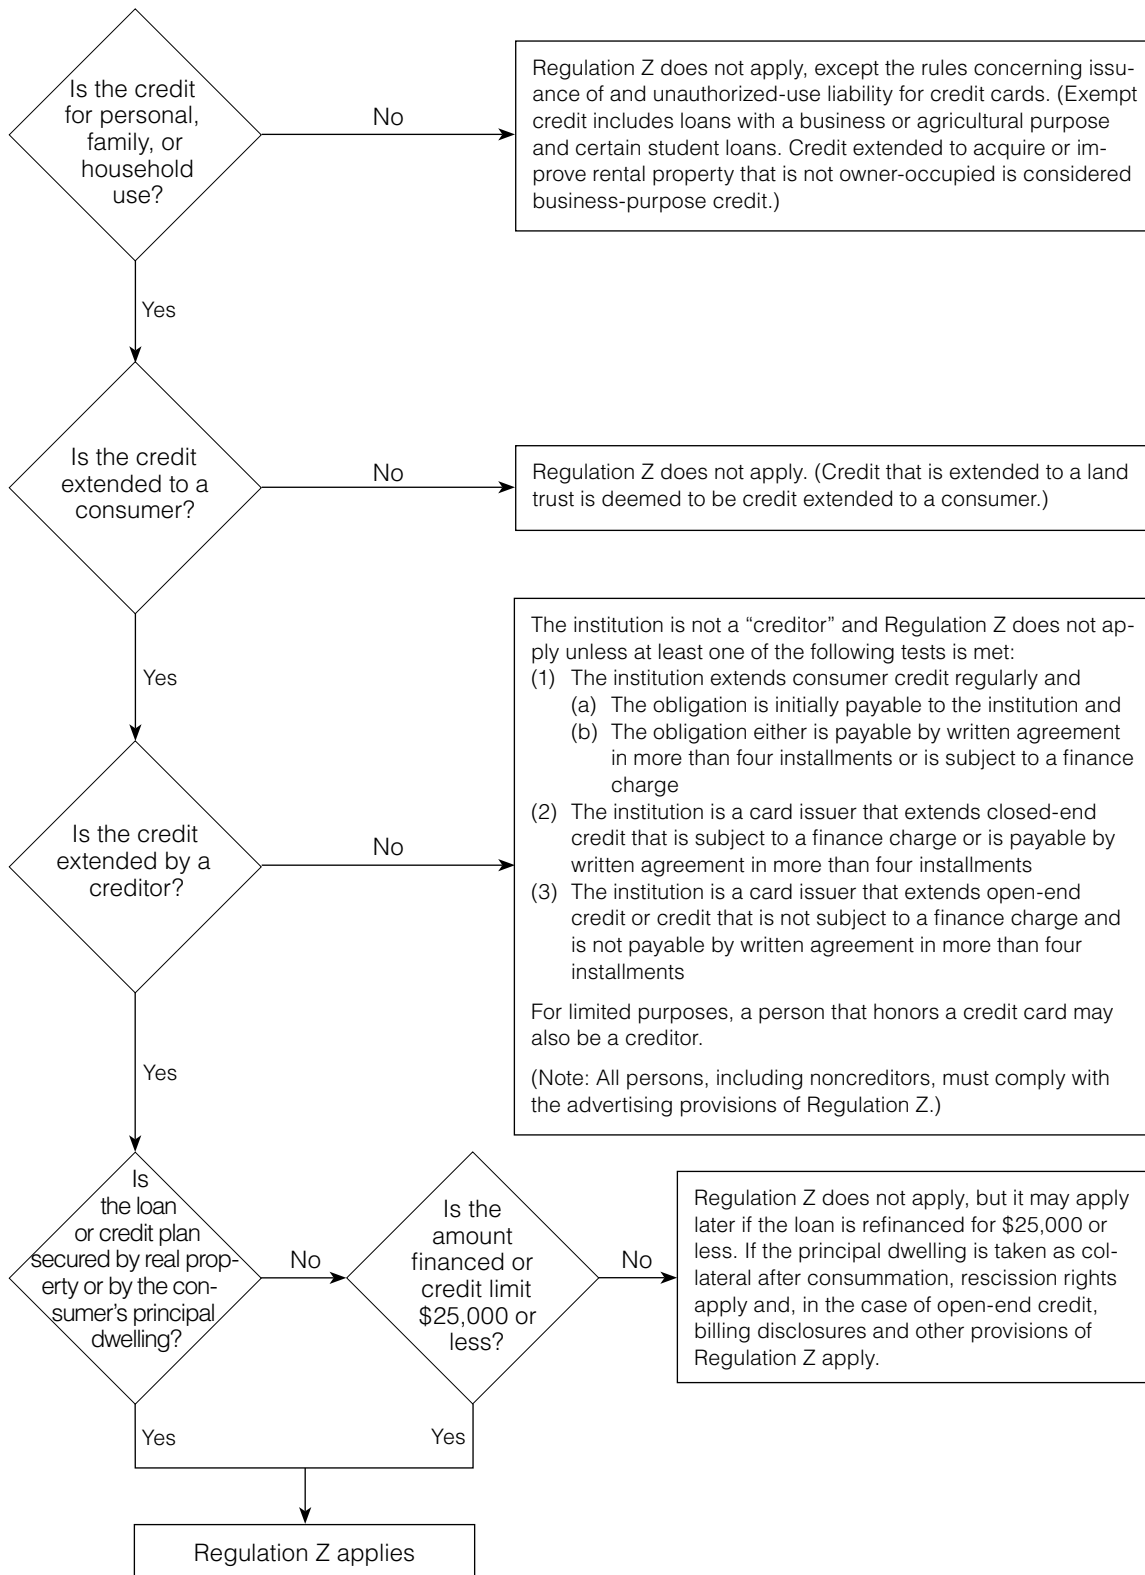 Is the credit
for personal,
family, or
household
use?
No
Regulation Z does not apply, except the rules concerning issu-
ance of and unauthorized-use liability for credit cards. (Exempt
credit includes loans with a business or agricultural purpose
and certain student loans. Credit extended to acquire or im-
prove rental property that is not owner-occupied is considered
business-purpose credit.)
Yes
Is the credit
extended to a
consumer?
No
Regulation Z does not apply. (Credit that is extended to a land
trust is deemed to be credit extended to a consumer.)
Yes
Is the credit
extended by a
creditor?
No
The institution is not a “creditor” and Regulation Z does not ap-
ply unless at least one of the following tests is met:
(1) The institution extends consumer credit regularly and
(a) The obligation is initially payable to the institution and
(b) The obligation either is payable by written agreement
in more than four installments or is subject to a finance
charge
(2) The institution is a card issuer that extends closed-end
credit that is subject to a finance charge or is payable by
written agreement in more than four installments
(3) The institution is a card issuer that extends open-end
credit or credit that is not subject to a finance charge and
is not payable by written agreement in more than four
installments
For limited purposes, a person that honors a credit card may
also be a creditor.
(Note: All persons, including noncreditors, must comply with
the advertising provisions of Regulation Z.)
Yes
Is
the loan
or credit plan
secured by real prop-
erty or by the con-
sumer’s principal
dwelling?
No
Is the
amount
financed or
credit limit
$25,000 or
less?
No
Regulation Z does not apply, but it may apply
later if the loan is refinanced for $25,000 or
less. If the principal dwelling is taken as col-
lateral after consummation, rescission rights
apply and, in the case of open-end credit,
billing disclosures and other provisions of
Regulation Z apply.
Yes
Yes
Regulation Z applies